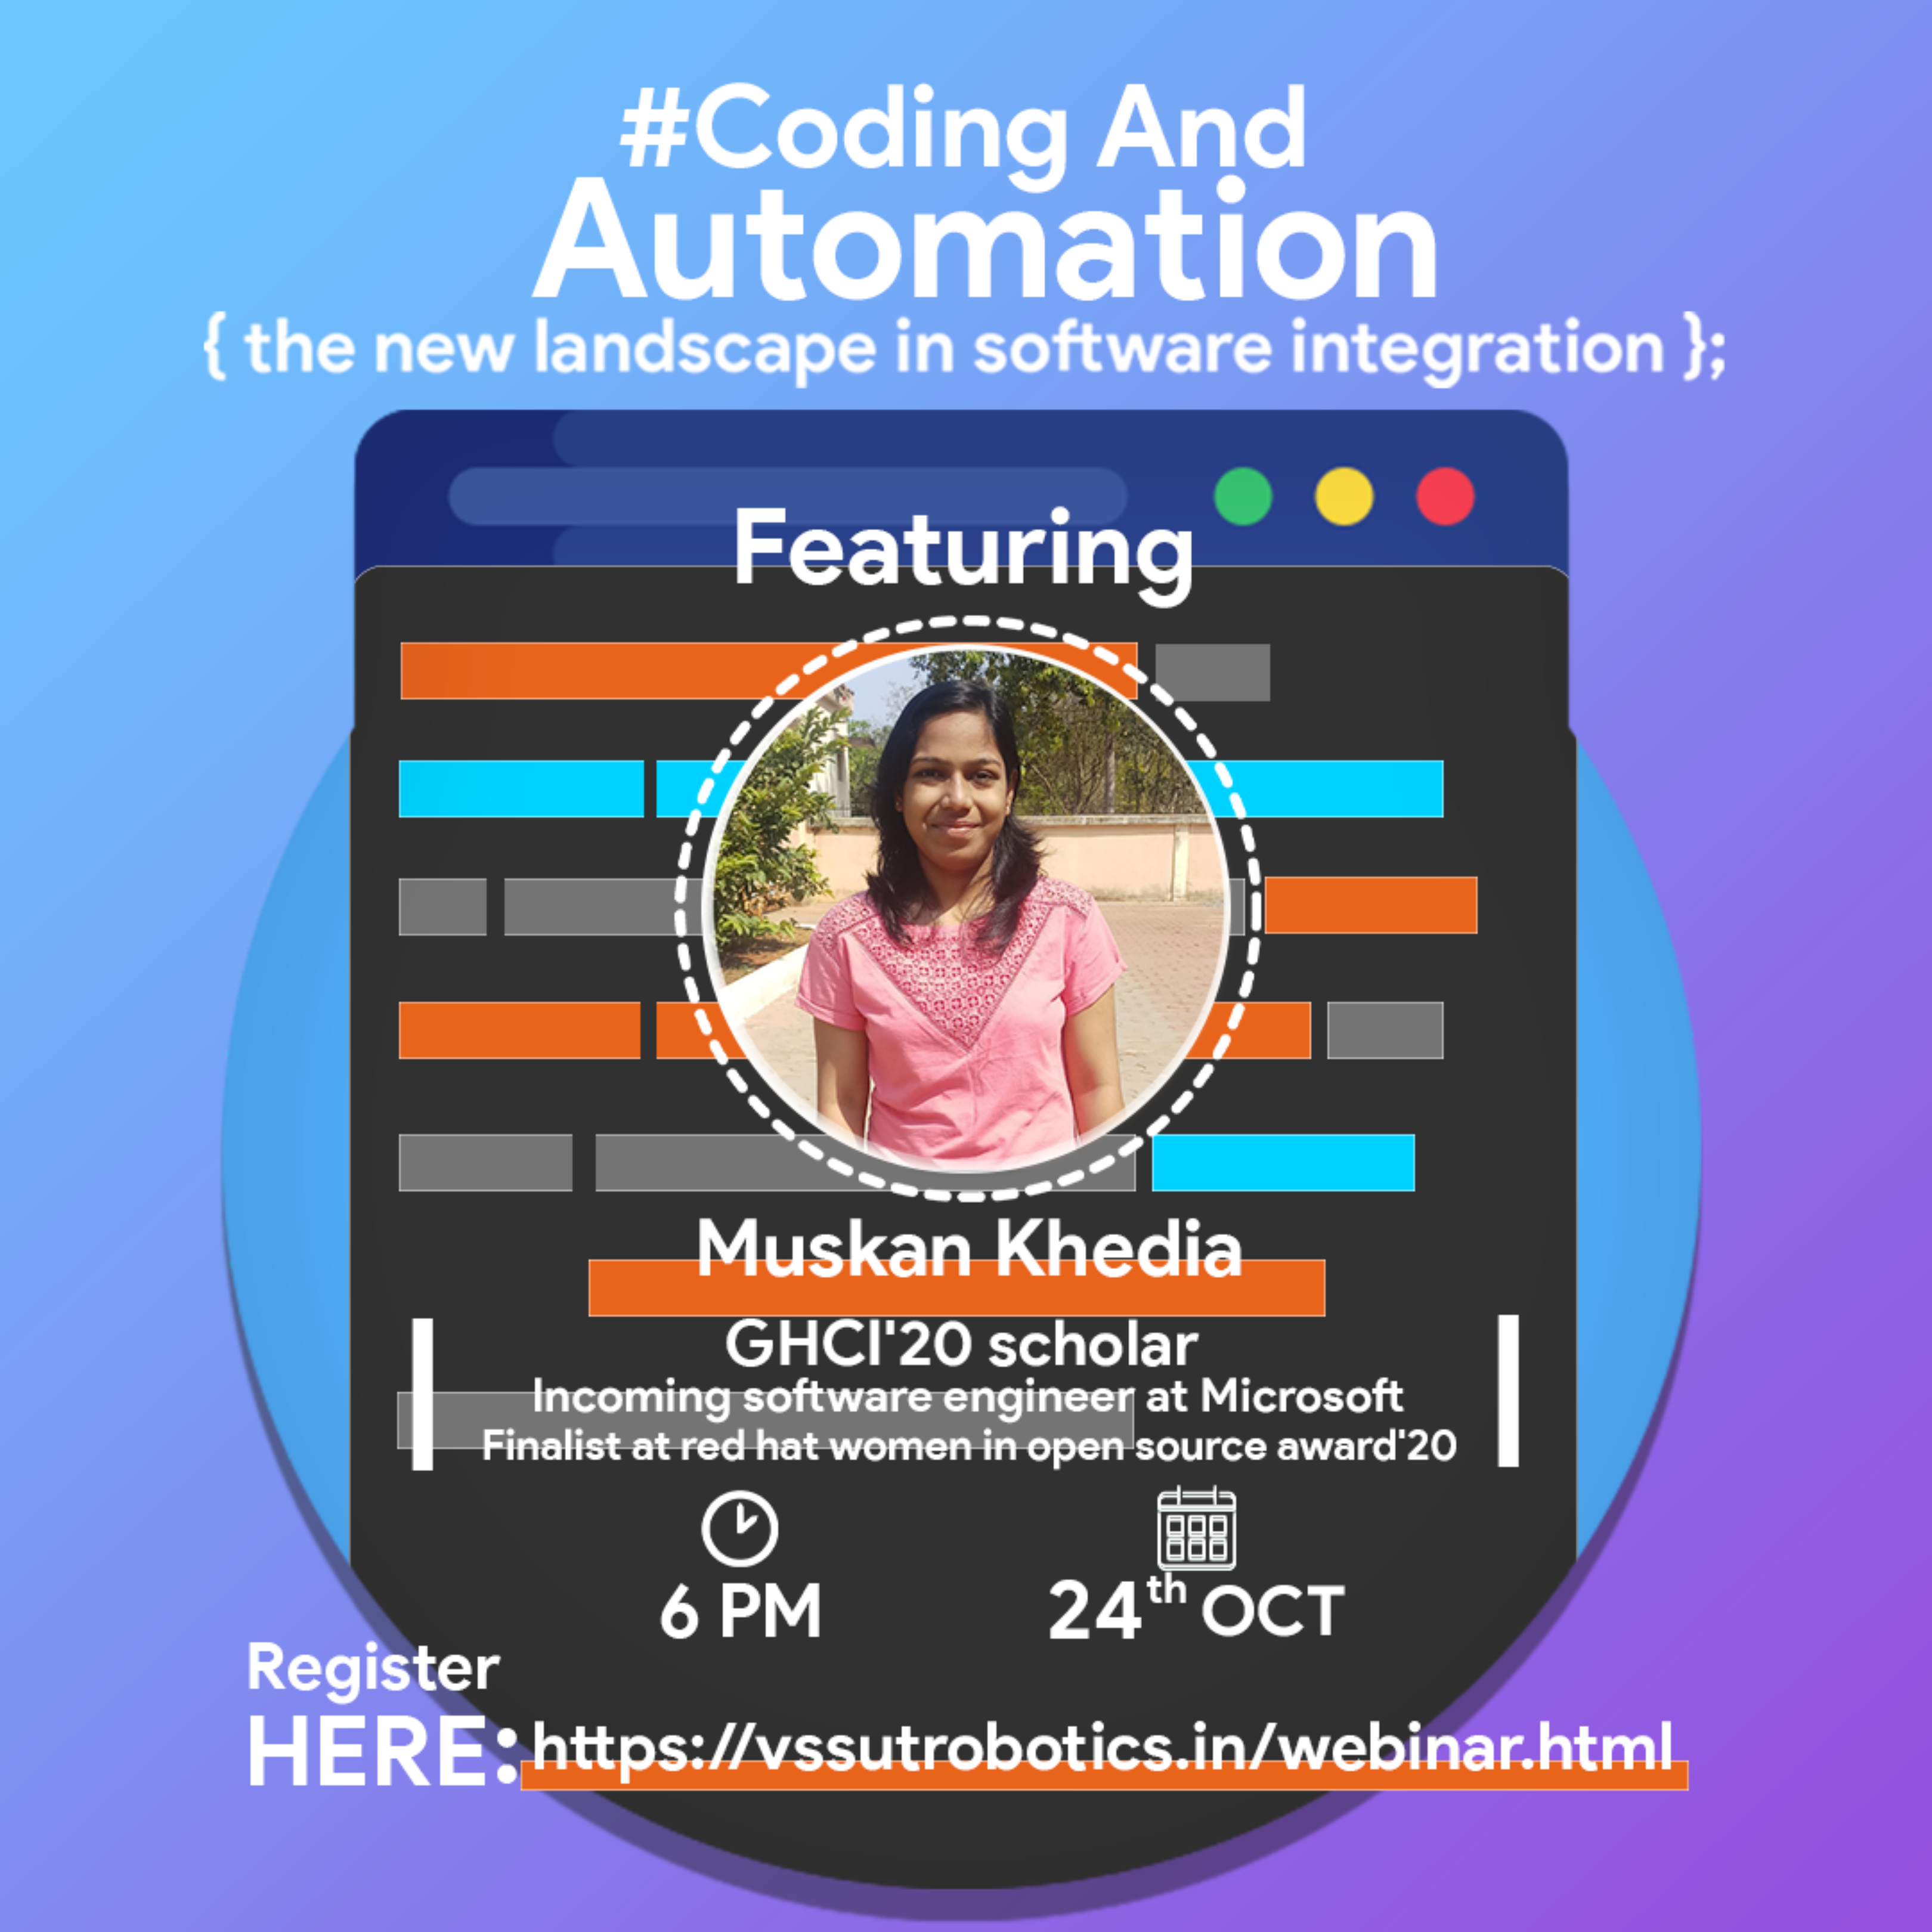 #Coding And
Automation
{ the new landscape in software integration };
Featuring
Muskan Khedia
GHCI'20 scholar
Incoming software engineer at Microsoft
Finalist at red hat women in open source award'20
6 PM
24th OCT
Register
HERE: https://vssutrobotics.in/webinar.html